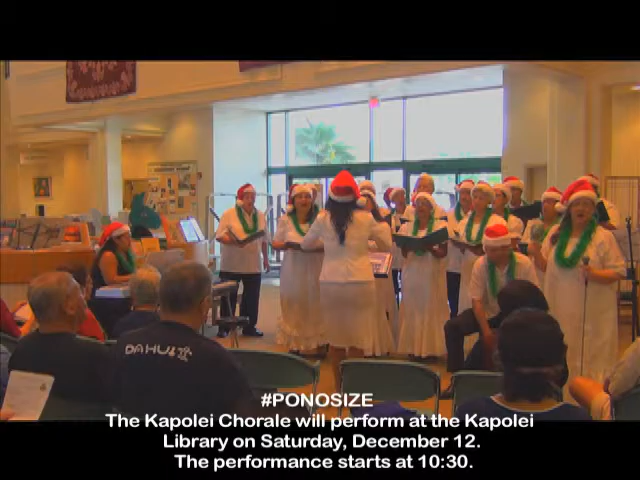 DAHUI
#PONOSIZE
The Kapolei Chorale will perform at the Kapolei
Library on Saturday, December 12.
The performance starts at 10:30.